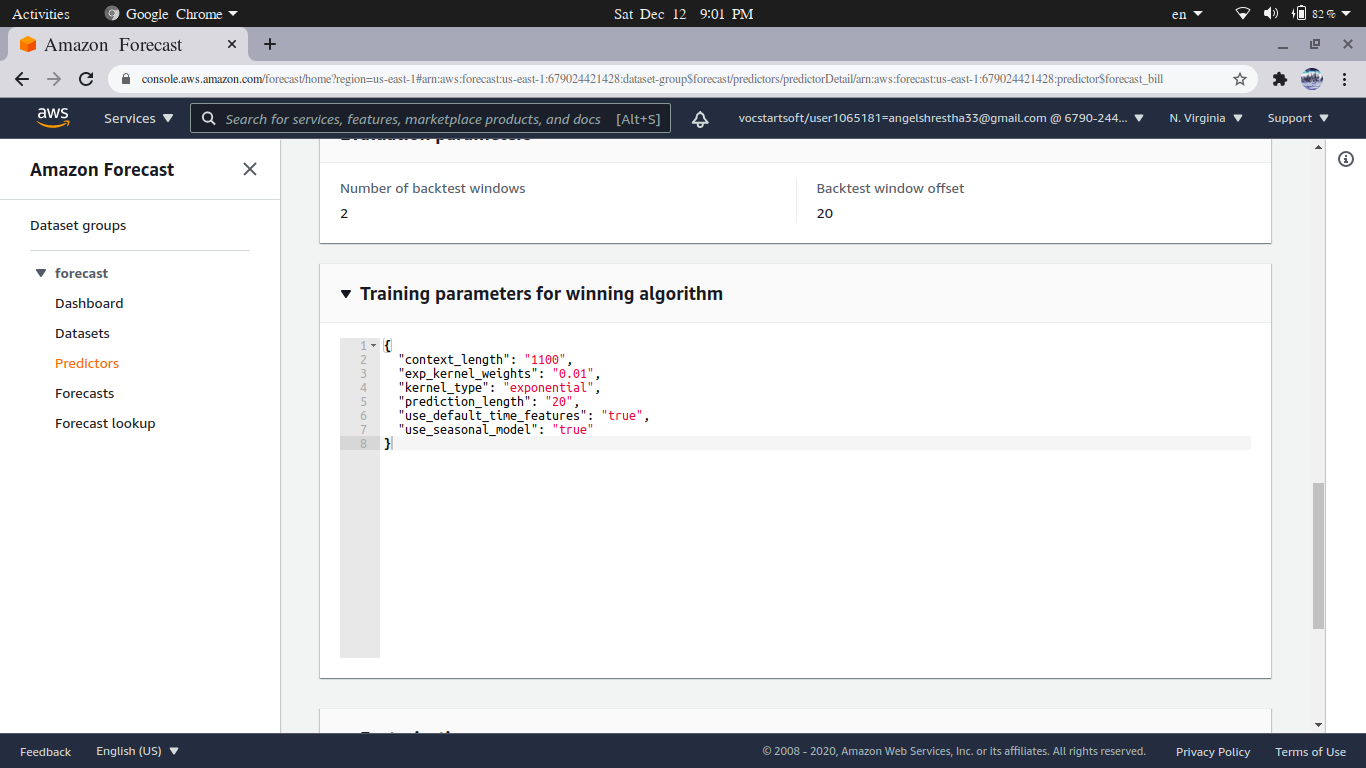 Activities
Google Chrome
Sat Dec 12 9:01 PM
en
82 %
Amazon Forecast
console.aws.amazon.com/forecast/home?region=us-east-1#arn:aws:forecast:us-east-1:679024421428:dataset-group$forecast/predictors/predictorDetail/arn:aws:forecast:us-east-1:679024421428:predictor$forecast_bill
aws
Services
Search for services, features, marketplace products, and docs [Alt+S]
vocstartsoft/user1065181=angelshrestha33@gmail.com @ 6790-244...
N. Virginia
Support
Amazon Forecast
Dataset groups
forecast
Dashboard
Datasets
Predictors
Forecasts
Forecast lookup
Evaluation parameters
Number of backtest windows
2
Backtest window offset
20
Training parameters for winning algorithm
1 {
2 "context_length": "1100",
3 "exp_kernel_weights": "0.01",
4 "kernel_type": "exponential",
5 "prediction_length": "20",
6 "use_default_time_features": "true",
7 "use_seasonal_model": "true"
8 }
Feedback
English (US)
© 2008 - 2020, Amazon Web Services, Inc. or its affiliates. All rights reserved.
Privacy Policy
Terms of Use